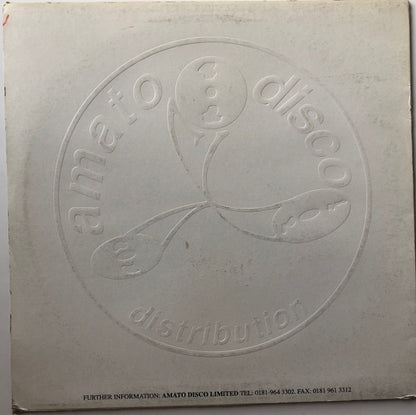 amato disco
distribution
FURTHER INFORMATION: AMATO DISCO LIMITED TEL: 0181-964 3302. FAX: 0181 961 3312